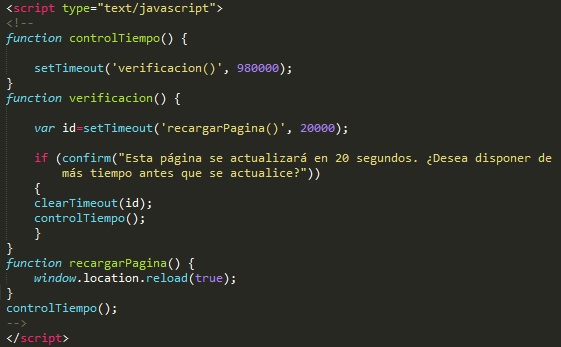 <script type="text/javascript">
<!--
function controlTiempo() {
setTimeout('verificacion()', 980000);
}
function verificacion() {
var id=setTimeout('recargarPagina()', 20000);
if (confirm("Esta página se actualizará en 20 segundos. ¿Desea disponer de
más tiempo antes que se actualice?"))
{
clearTimeout(id);
controlTiempo();
}
}
function recargarPagina() {
window.location.reload(true);
}
controlTiempo();
-->
</script>